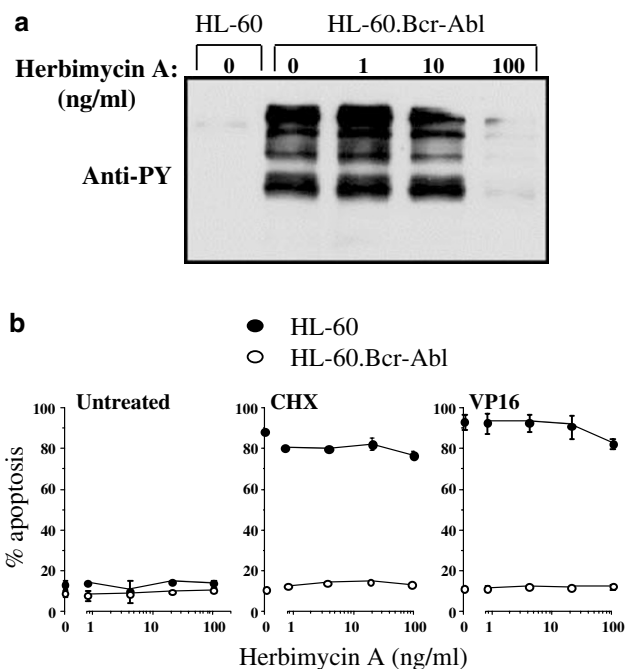 a
HL-60 HL-60.Bcr-Abl
Herbimycin A: 0 0 1 10 100
(ng/ml)
Anti-PY
b
HL-60
HL-60.Bcr-Abl
Untreated CHX VP16
% apoptosis
100 100 100
80 80 80
60 60 60
40 40 40
20 20 20
0 0 0
0 1 10 100 0 1 10 100 0 1 10 100
Herbimycin A (ng/ml)